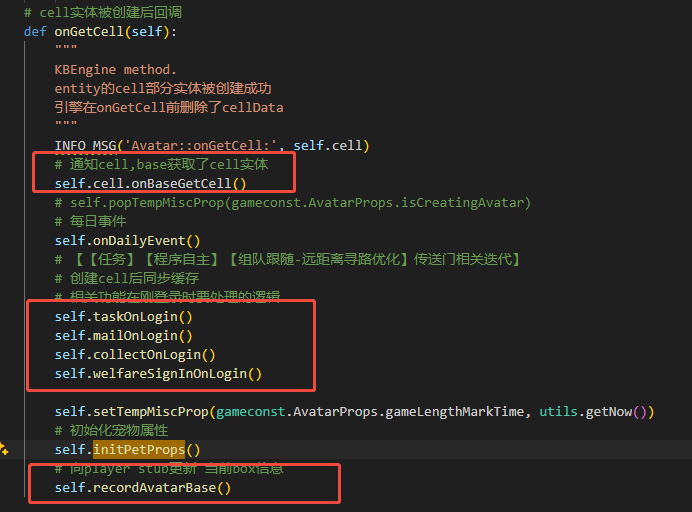 # cell实体被创建后回调
def onGetCell(self):
"""
KBEngine method.
entity的cell部分实体被创建成功
引擎在onGetCell前删除了cellData
"""
INFO_MSG('Avatar::onGetCell:', self.cell)
# 通知cell,base获取了cell实体
self.cell.onBaseGetCell()
# self.popTempMiscProp(gameconst.AvatarProps.isCreatingAvatar)
# 每日事件
self.onDailyEvent()
# 【【任务】【程序自主】【组队跟随-远距离寻路优化】传送门相关迭代】
# 创建cell后同步缓存
# 相关功能在刚登录时要处理的逻辑
self.taskOnLogin()
self.mailOnLogin()
self.collectOnLogin()
self.welfareSignInOnLogin()
self.setTempMiscProp(gameconst.AvatarProps.gameLengthMarkTime, utils.getNow())
# 初始化宠物属性
self.initPetProps()
# 向player stub更新 当前box信息
self.recordAvatarBase()